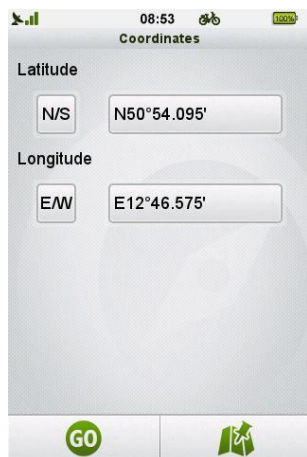 08:53
100%
Coordinates
Latitude
N/S
N50°54.095'
Longitude
E/W
E12°46.575'
GO